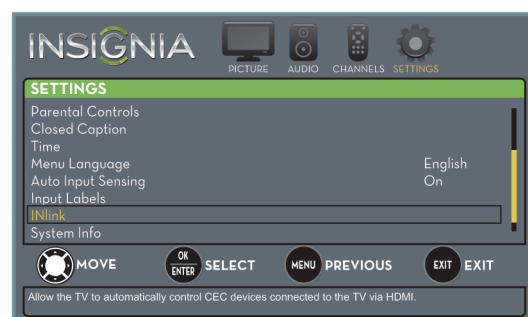 INSIGNIA
PICTURE AUDIO CHANNELS SETTINGS
SETTINGS
Parental Controls
Closed Caption
Time
Menu Language English
Auto Input Sensing On
Input Labels
INlink
System Info
MOVE OK ENTER SELECT MENU PREVIOUS EXIT EXIT
Allow the TV to automatically control CEC devices connected to the TV via HDMI.